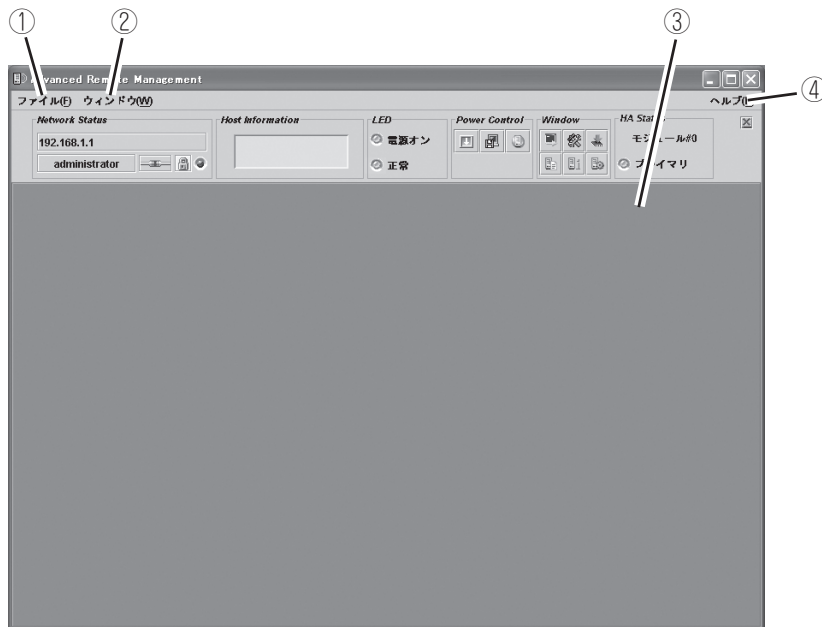 ① ② ③
Advanced Remote Management
ファイル(F) ウィンドウ(W) ヘルプ ④
Network Status Host Information LED Power Control Window HA Status
192.168.1.1 電源オン モジュール#0
administrator 正常 プライマリ